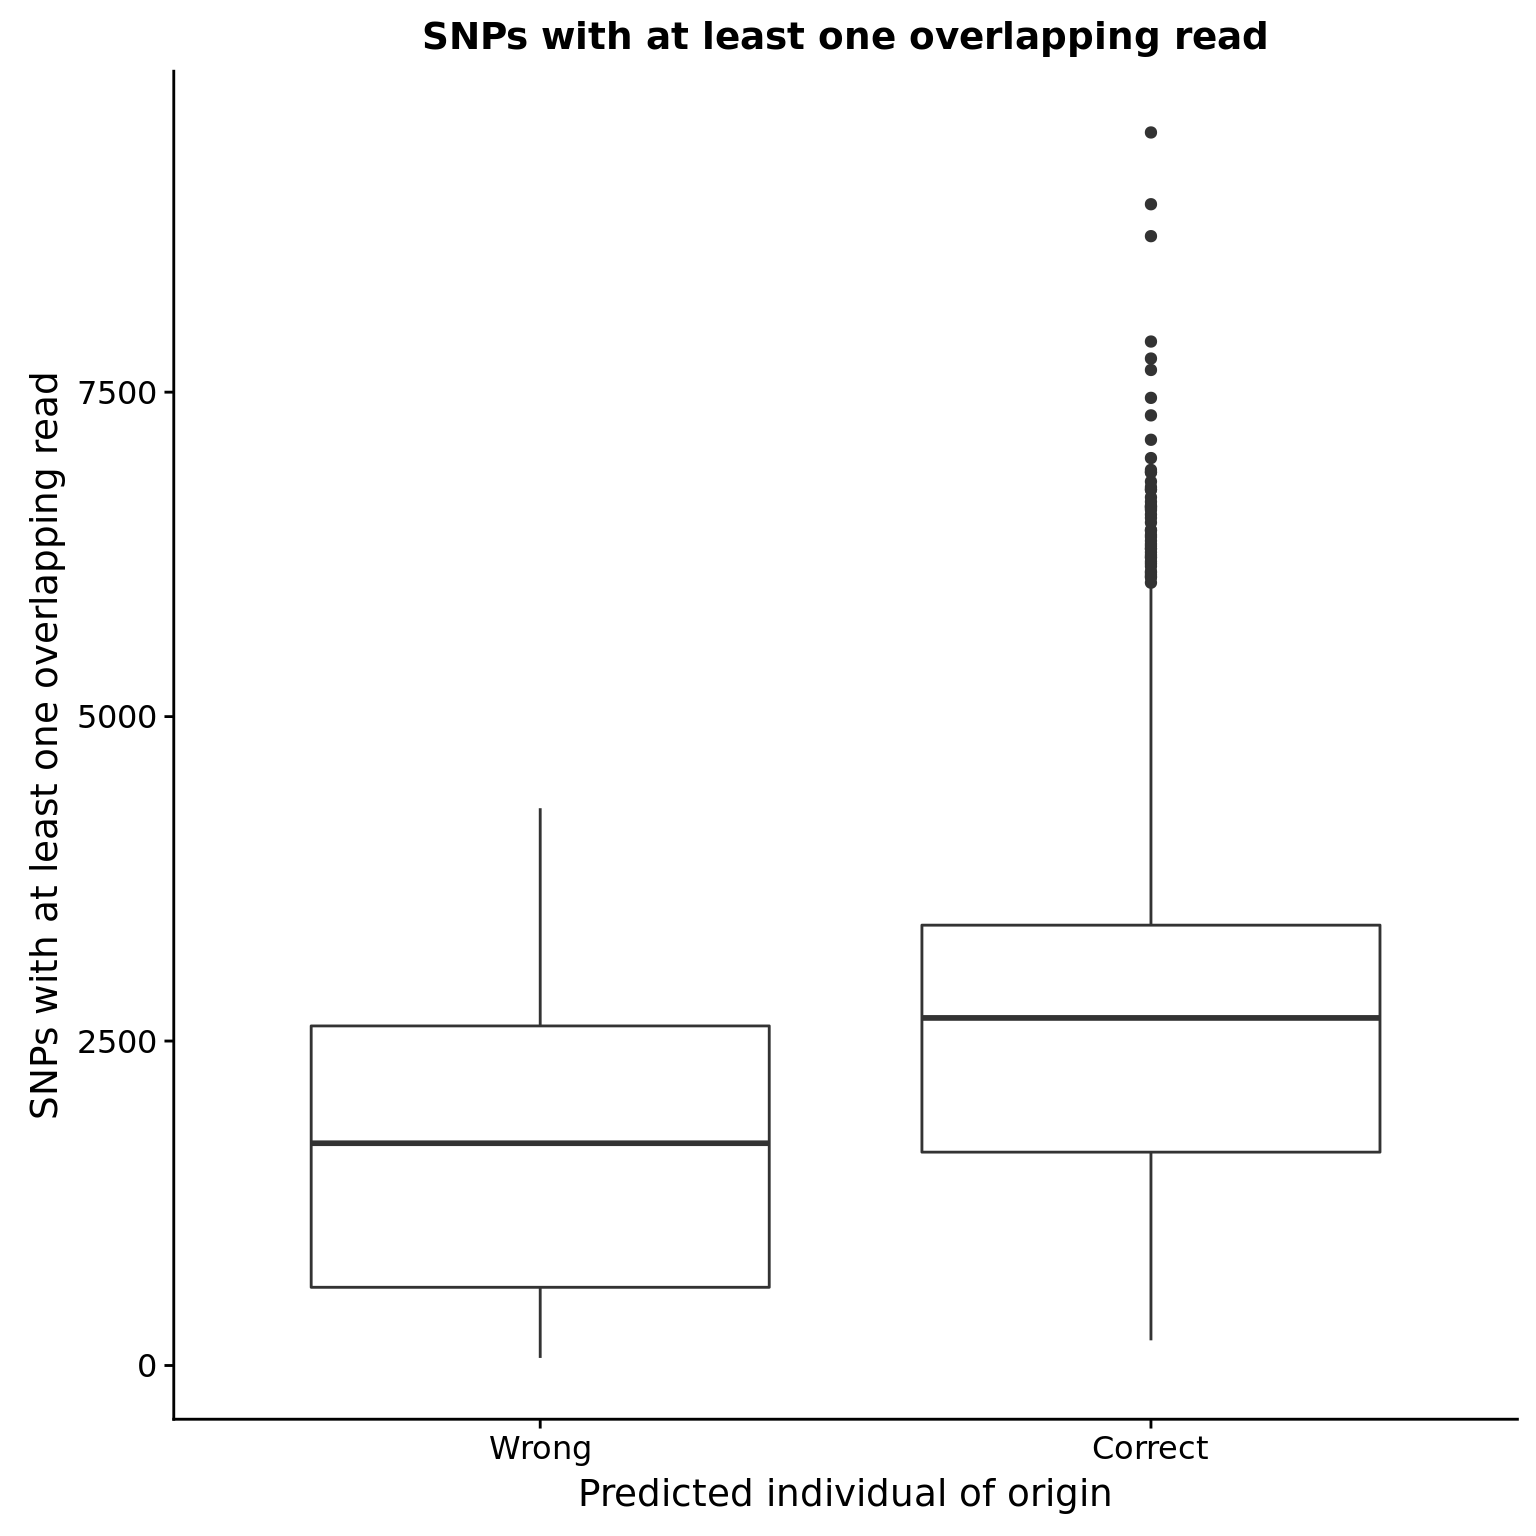 SNPs with at least one overlapping read
SNPs with at least one overlapping read
7500
5000
2500
0
Wrong
Correct
Predicted individual of origin